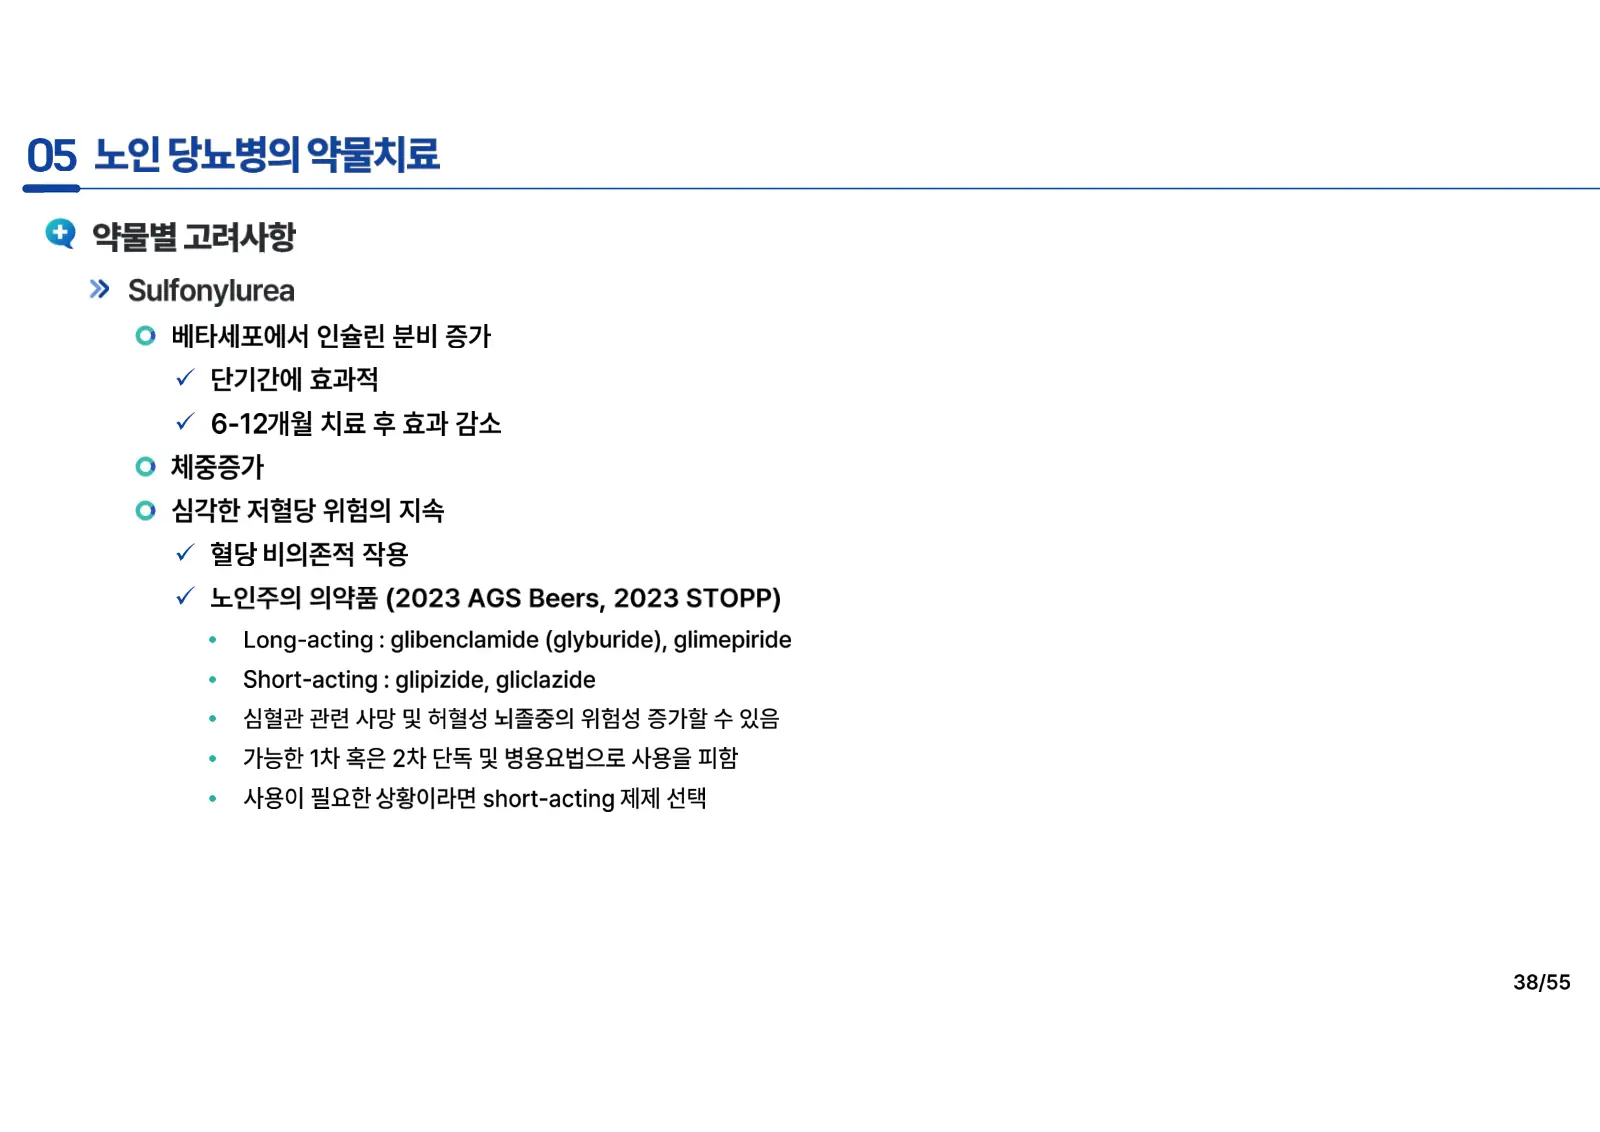 05 노인 당뇨병의 약물치료
약물별 고려사항
Sulfonylurea
베타세포에서 인슐린 분비 증가
단기간에 효과적
6-12개월 치료 후 효과 감소
체중증가
심각한 저혈당 위험의 지속
혈당 비의존적 작용
노인주의 의약품 (2023 AGS Beers, 2023 STOPP)
Long-acting : glibenclamide (glyburide), glimepiride
Short-acting : glipizide, gliclazide
심혈관 관련 사망 및 허혈성 뇌졸중의 위험성 증가할 수 있음
가능한 1차 혹은 2차 단독 및 병용요법으로 사용을 피함
사용이 필요한 상황이라면 short-acting 제제 선택
38/55